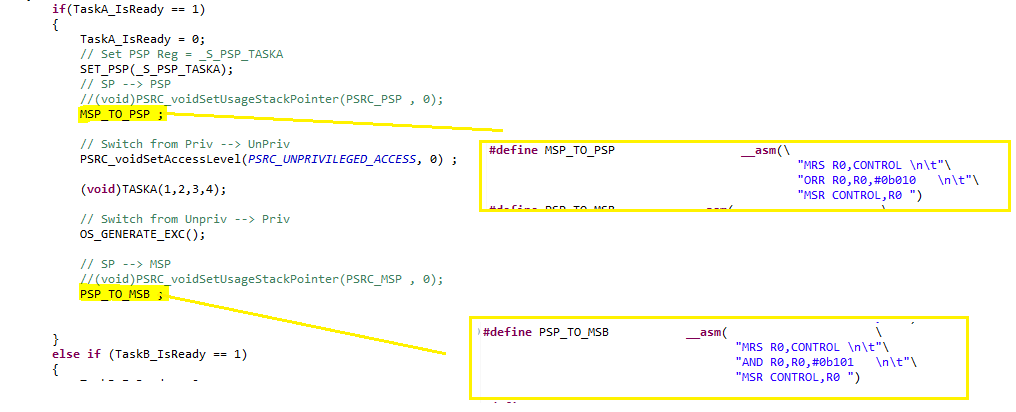 if(TaskA_IsReady == 1)
{
TaskA_IsReady = 0;
// Set PSP Reg = _S_PSP_TASKA
SET_PSP(_S_PSP_TASKA);
// SP --> PSP
//(void)PSRC_voidSetUsageStackPointer(PSRC_PSP , 0);
MSP_TO_PSP ;
// Switch from Priv --> UnPriv
PSRC_voidSetAccessLevel(PSRC_UNPRIVILEGED_ACCESS, 0) ;
(void)TASKA(1,2,3,4);
// Switch from Unpriv --> Priv
OS_GENERATE_EXC();
// SP --> MSP
//(void)PSRC_voidSetUsageStackPointer(PSRC_MSP , 0);
PSP_TO_MSB ;
}
else if (TaskB_IsReady == 1)
{
#define MSP_TO_PSP __asm(\
"MRS R0,CONTROL \n\t"\
"ORR R0,R0,#0b010 \n\t"\
"MSR CONTROL,R0 ")
#define PSP_TO_MSB __asm( \
"MRS R0,CONTROL \n\t"\
"AND R0,R0,#0b101 \n\t"\
"MSR CONTROL,R0 ")